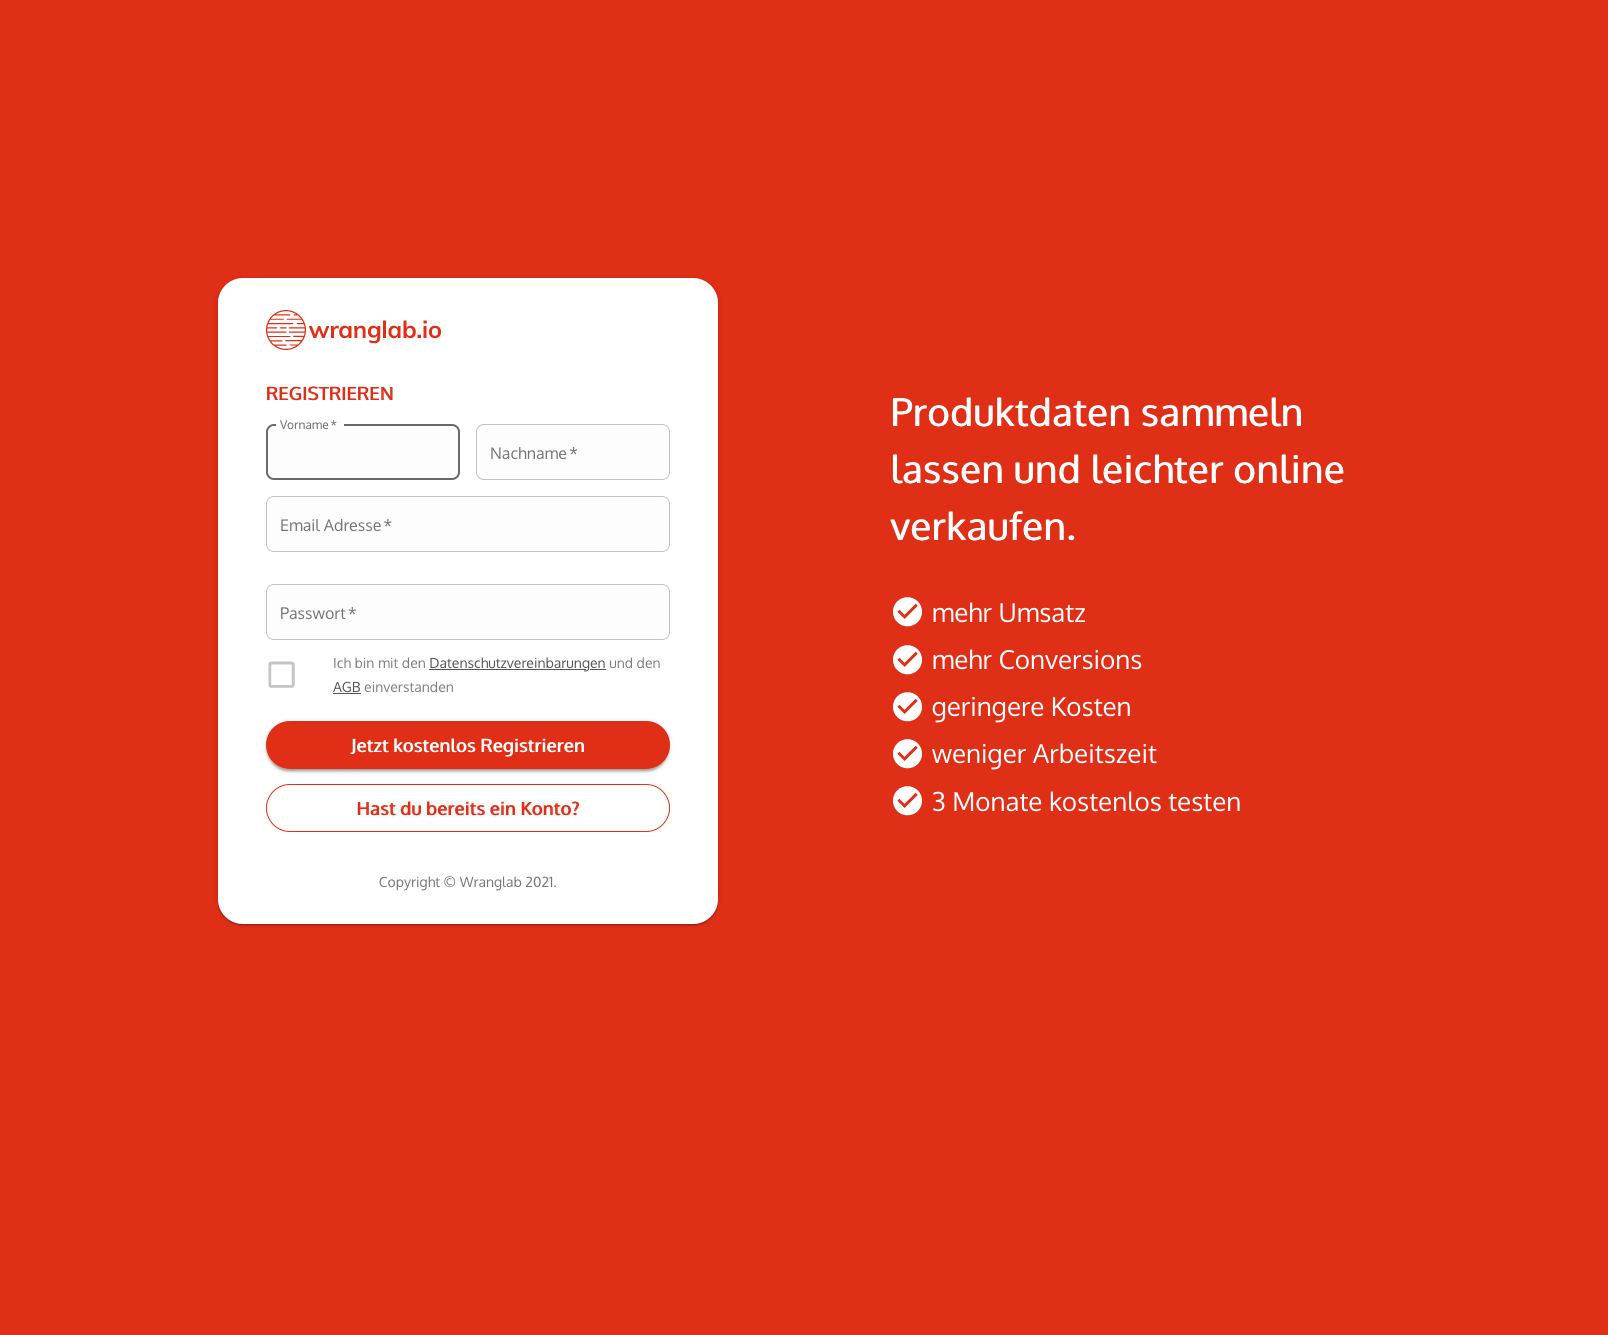 wranglab.io
REGISTRIEREN
Vorname *
Nachname *
Email Adresse *
Passwort *
Ich bin mit den Datenschutzvereinbarungen und den
AGB einverstanden
Jetzt kostenlos Registrieren
Hast du bereits ein Konto?
Copyright © Wranglab 2021.
Produktdaten sammeln
lassen und leichter online
verkaufen.
mehr Umsatz
mehr Conversions
geringere Kosten
weniger Arbeitszeit
3 Monate kostenlos testen